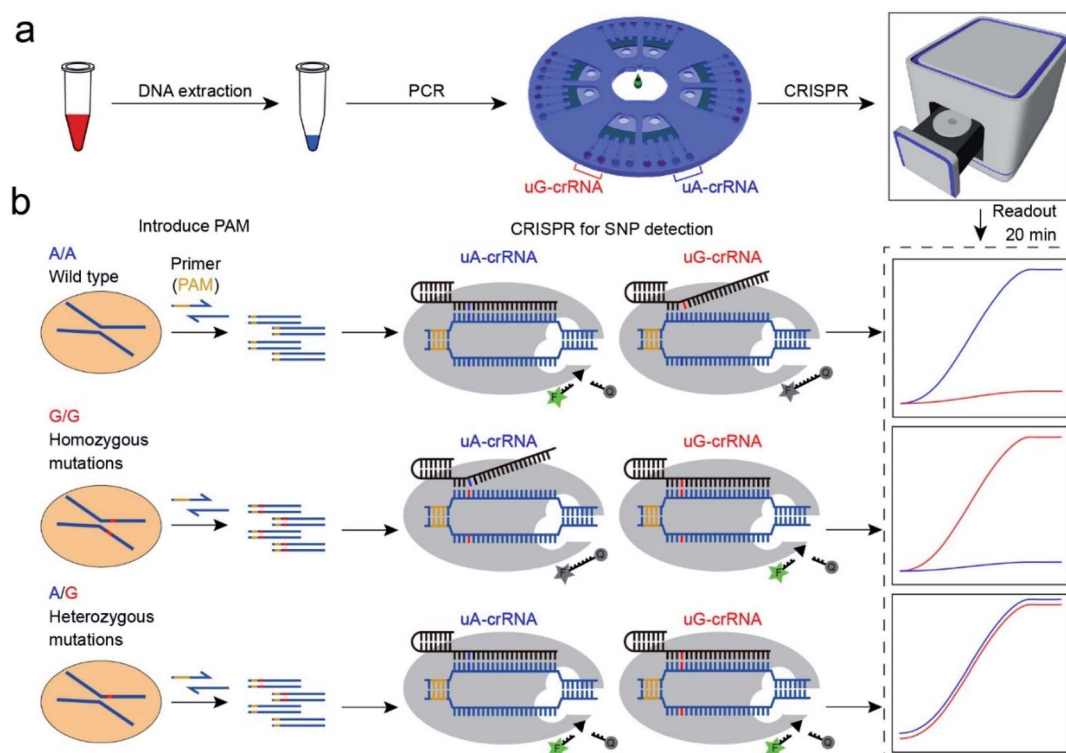 a
DNA extraction
PCR
CRISPR
uG-crRNA
uA-crRNA
Readout
20 min
b
Introduce PAM
CRISPR for SNP detection
A/A
Wild type
Primer
(PAM)
uA-crRNA
uG-crRNA
F
Q
F
Q
G/G
Homozygous
mutations
uA-crRNA
uG-crRNA
F
Q
F
Q
A/G
Heterozygous
mutations
uA-crRNA
uG-crRNA
F
Q
F
Q